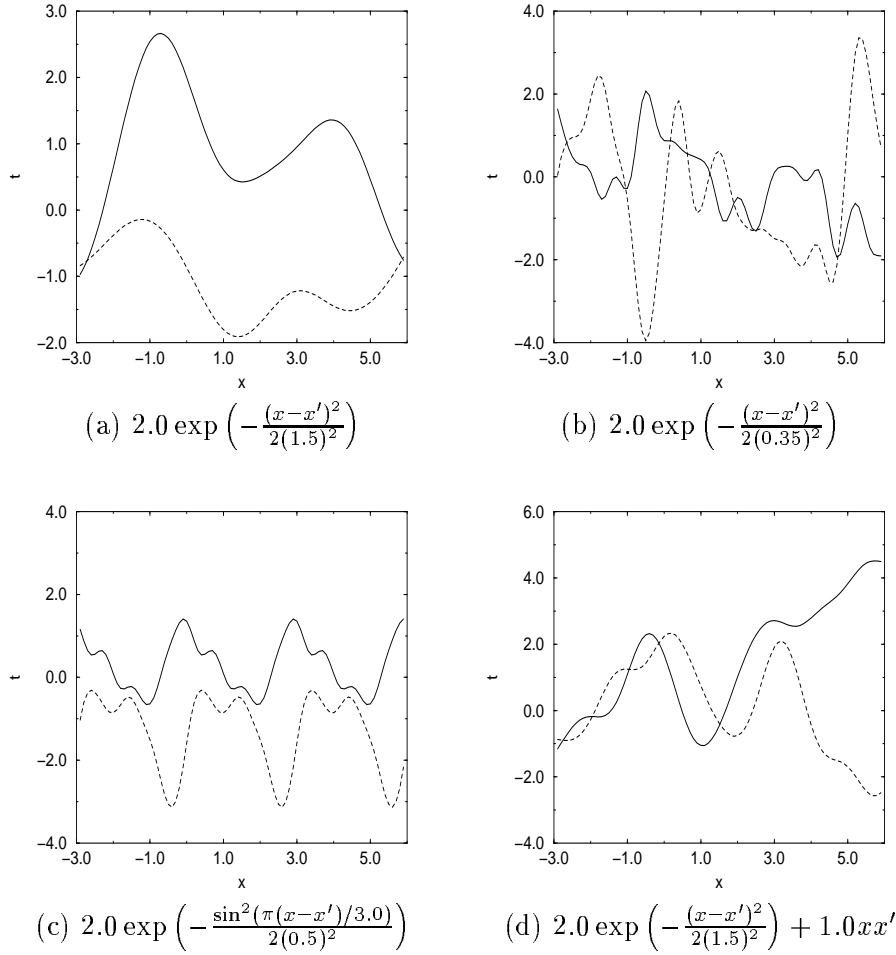 3.0
2.0
1.0
0.0
−1.0
−2.0
t
−3.0 −1.0 1.0 3.0 5.0
x
(a) 2.0 exp (−(x−x′)²/2(1.5)²)
4.0
2.0
0.0
−2.0
−4.0
t
−3.0 −1.0 1.0 3.0 5.0
x
(b) 2.0 exp (−(x−x′)²/2(0.35)²)
4.0
2.0
0.0
−2.0
−4.0
t
−3.0 −1.0 1.0 3.0 5.0
x
(c) 2.0 exp (−sin²(π(x−x′)/3.0)/2(0.5)²)
6.0
4.0
2.0
0.0
−2.0
−4.0
t
−3.0 −1.0 1.0 3.0 5.0
x
(d) 2.0 exp (−(x−x′)²/2(1.5)²) + 1.0xx′